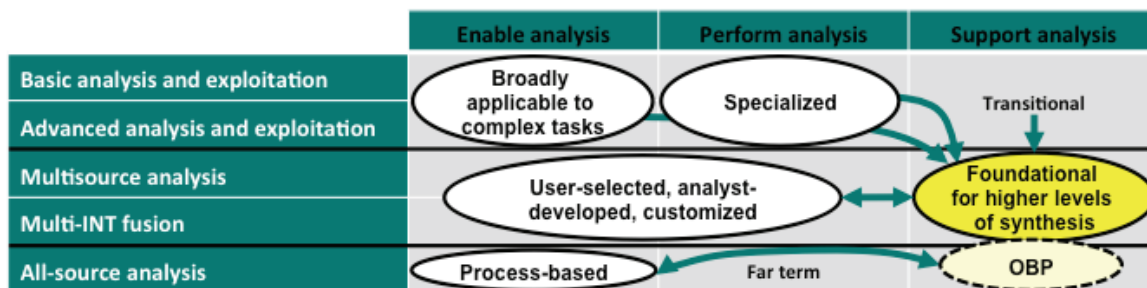 Enable analysis
Perform analysis
Support analysis
Basic analysis and exploitation
Advanced analysis and exploitation
Multisource analysis
Multi-INT fusion
All-source analysis
Broadly
applicable to
complex tasks
Specialized
Transitional
User-selected, analyst-
developed, customized
Foundational
for higher levels
of synthesis
Process-based
Far term
OBP